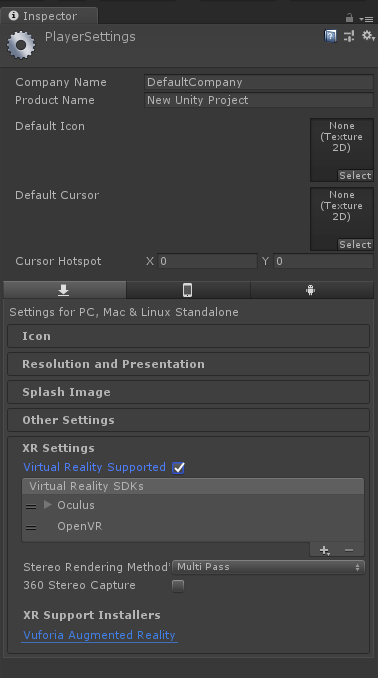 Inspector
PlayerSettings
Company Name DefaultCompany
Product Name New Unity Project
Default Icon
None
(Texture
2D)
Select
Default Cursor
None
(Texture
2D)
Select
Cursor Hotspot X 0 Y 0
Settings for PC, Mac & Linux Standalone
Icon
Resolution and Presentation
Splash Image
Other Settings
XR Settings
Virtual Reality Supported
Virtual Reality SDKs
Oculus
OpenVR
Stereo Rendering Method* Multi Pass
360 Stereo Capture
XR Support Installers
Vuforia Augmented Reality